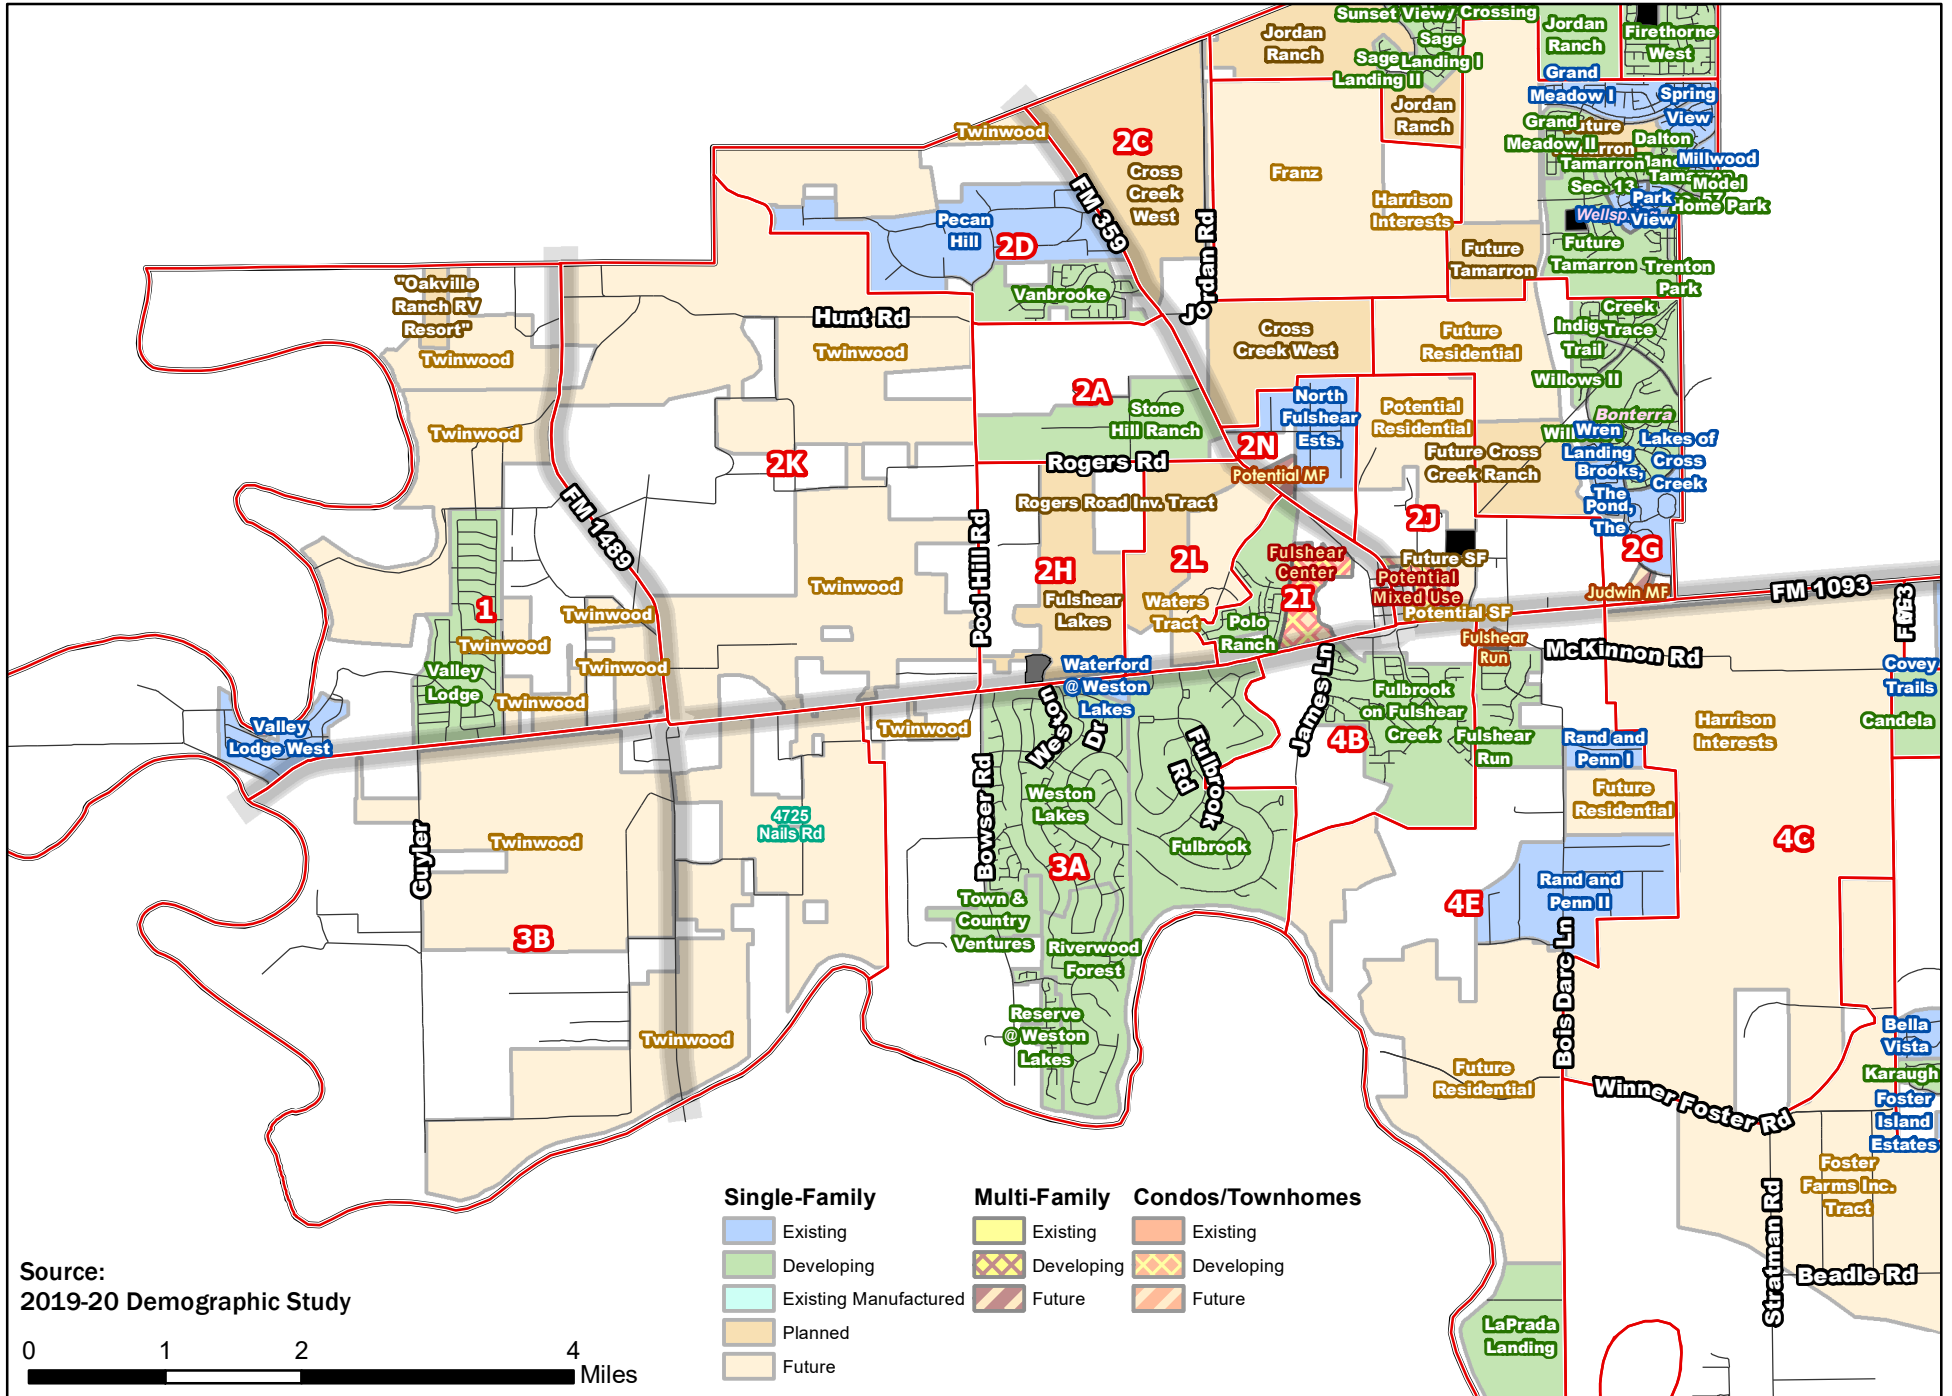 Sunset View/ Crossing
Jordan
Ranch
Sage
Sage
Landing I
Landing II
Jordan
Ranch
Firethorne
West
Jordan
Ranch
Grand
Meadow I
Spring
View
Grand
Meadow II
Dalton
Millwood
Tamarron
Sec. 13
Model
Home Park
Park
View
Future
Tamarron
Trenton
Park
Twinwood
2C
Cross
Creek
West
FM 359
Jordan Rd
Franz
Harrison
Interests
Future
Tamarron
Pecan
Hill
2D
Vanbrooke
"Oakville
Ranch RV
Resort"
Twinwood
Hunt Rd
Twinwood
Cross
Creek West
Future
Residential
Creek
Trace
Trail
Willows II
Bonterra
2A
Stone
Hill Ranch
North
Fulshear
Ests.
Potential
Residential
Wren
Landing
Brooks,
The
Pond,
The
Lakes of
Cross
Creek
Twinwood
2K
Rogers Rd
2N
Potential MF
Future Cross
Creek Ranch
Rogers Road Inv. Tract
FM 1489
Pool Hill Rd
2J
2G
2H
2L
Fulshear
Center
Future SF
Potential
Mixed Use
Judwin MF
FM 1093
Twinwood
Fulshear
Lakes
Waters
Tract
2I
Polo
Ranch
Potential SF
Fulshear
Run
McKinnon Rd
1
Twinwood
Twinwood
Twinwood
Valley
Lodge
Twinwood
Waterford
@ Weston
Lakes
Covey
Trails
Valley
Lodge West
Twinwood
Weston
Dr
Fulbrook
Rd
James Ln
Fulbrook
on Fulshear
Creek
4B
Fulshear
Run
Rand and
Penn I
Harrison
Interests
Candela
Bowser Rd
Weston
Lakes
Future
Residential
4725
Nails Rd
Guyler
Twinwood
Fulbrook
4C
3A
Town &
Country
Ventures
Rand and
Penn II
4E
3B
Riverwood
Forest
Bois Darc Ln
Reserve
@ Weston
Lakes
Twinwood
Bella
Vista
Karaugh
Future
Residential
Winner Foster Rd
Foster
Island
Estates
Foster
Farms Inc.
Tract
Stratman Rd
Beadle Rd
LaPrada
Landing
Single-Family
Existing
Developing
Existing Manufactured
Planned
Future
Multi-Family
Existing
Developing
Future
Condos/Townhomes
Existing
Developing
Future
Source:
2019-20 Demographic Study
0 1 2 4
Miles